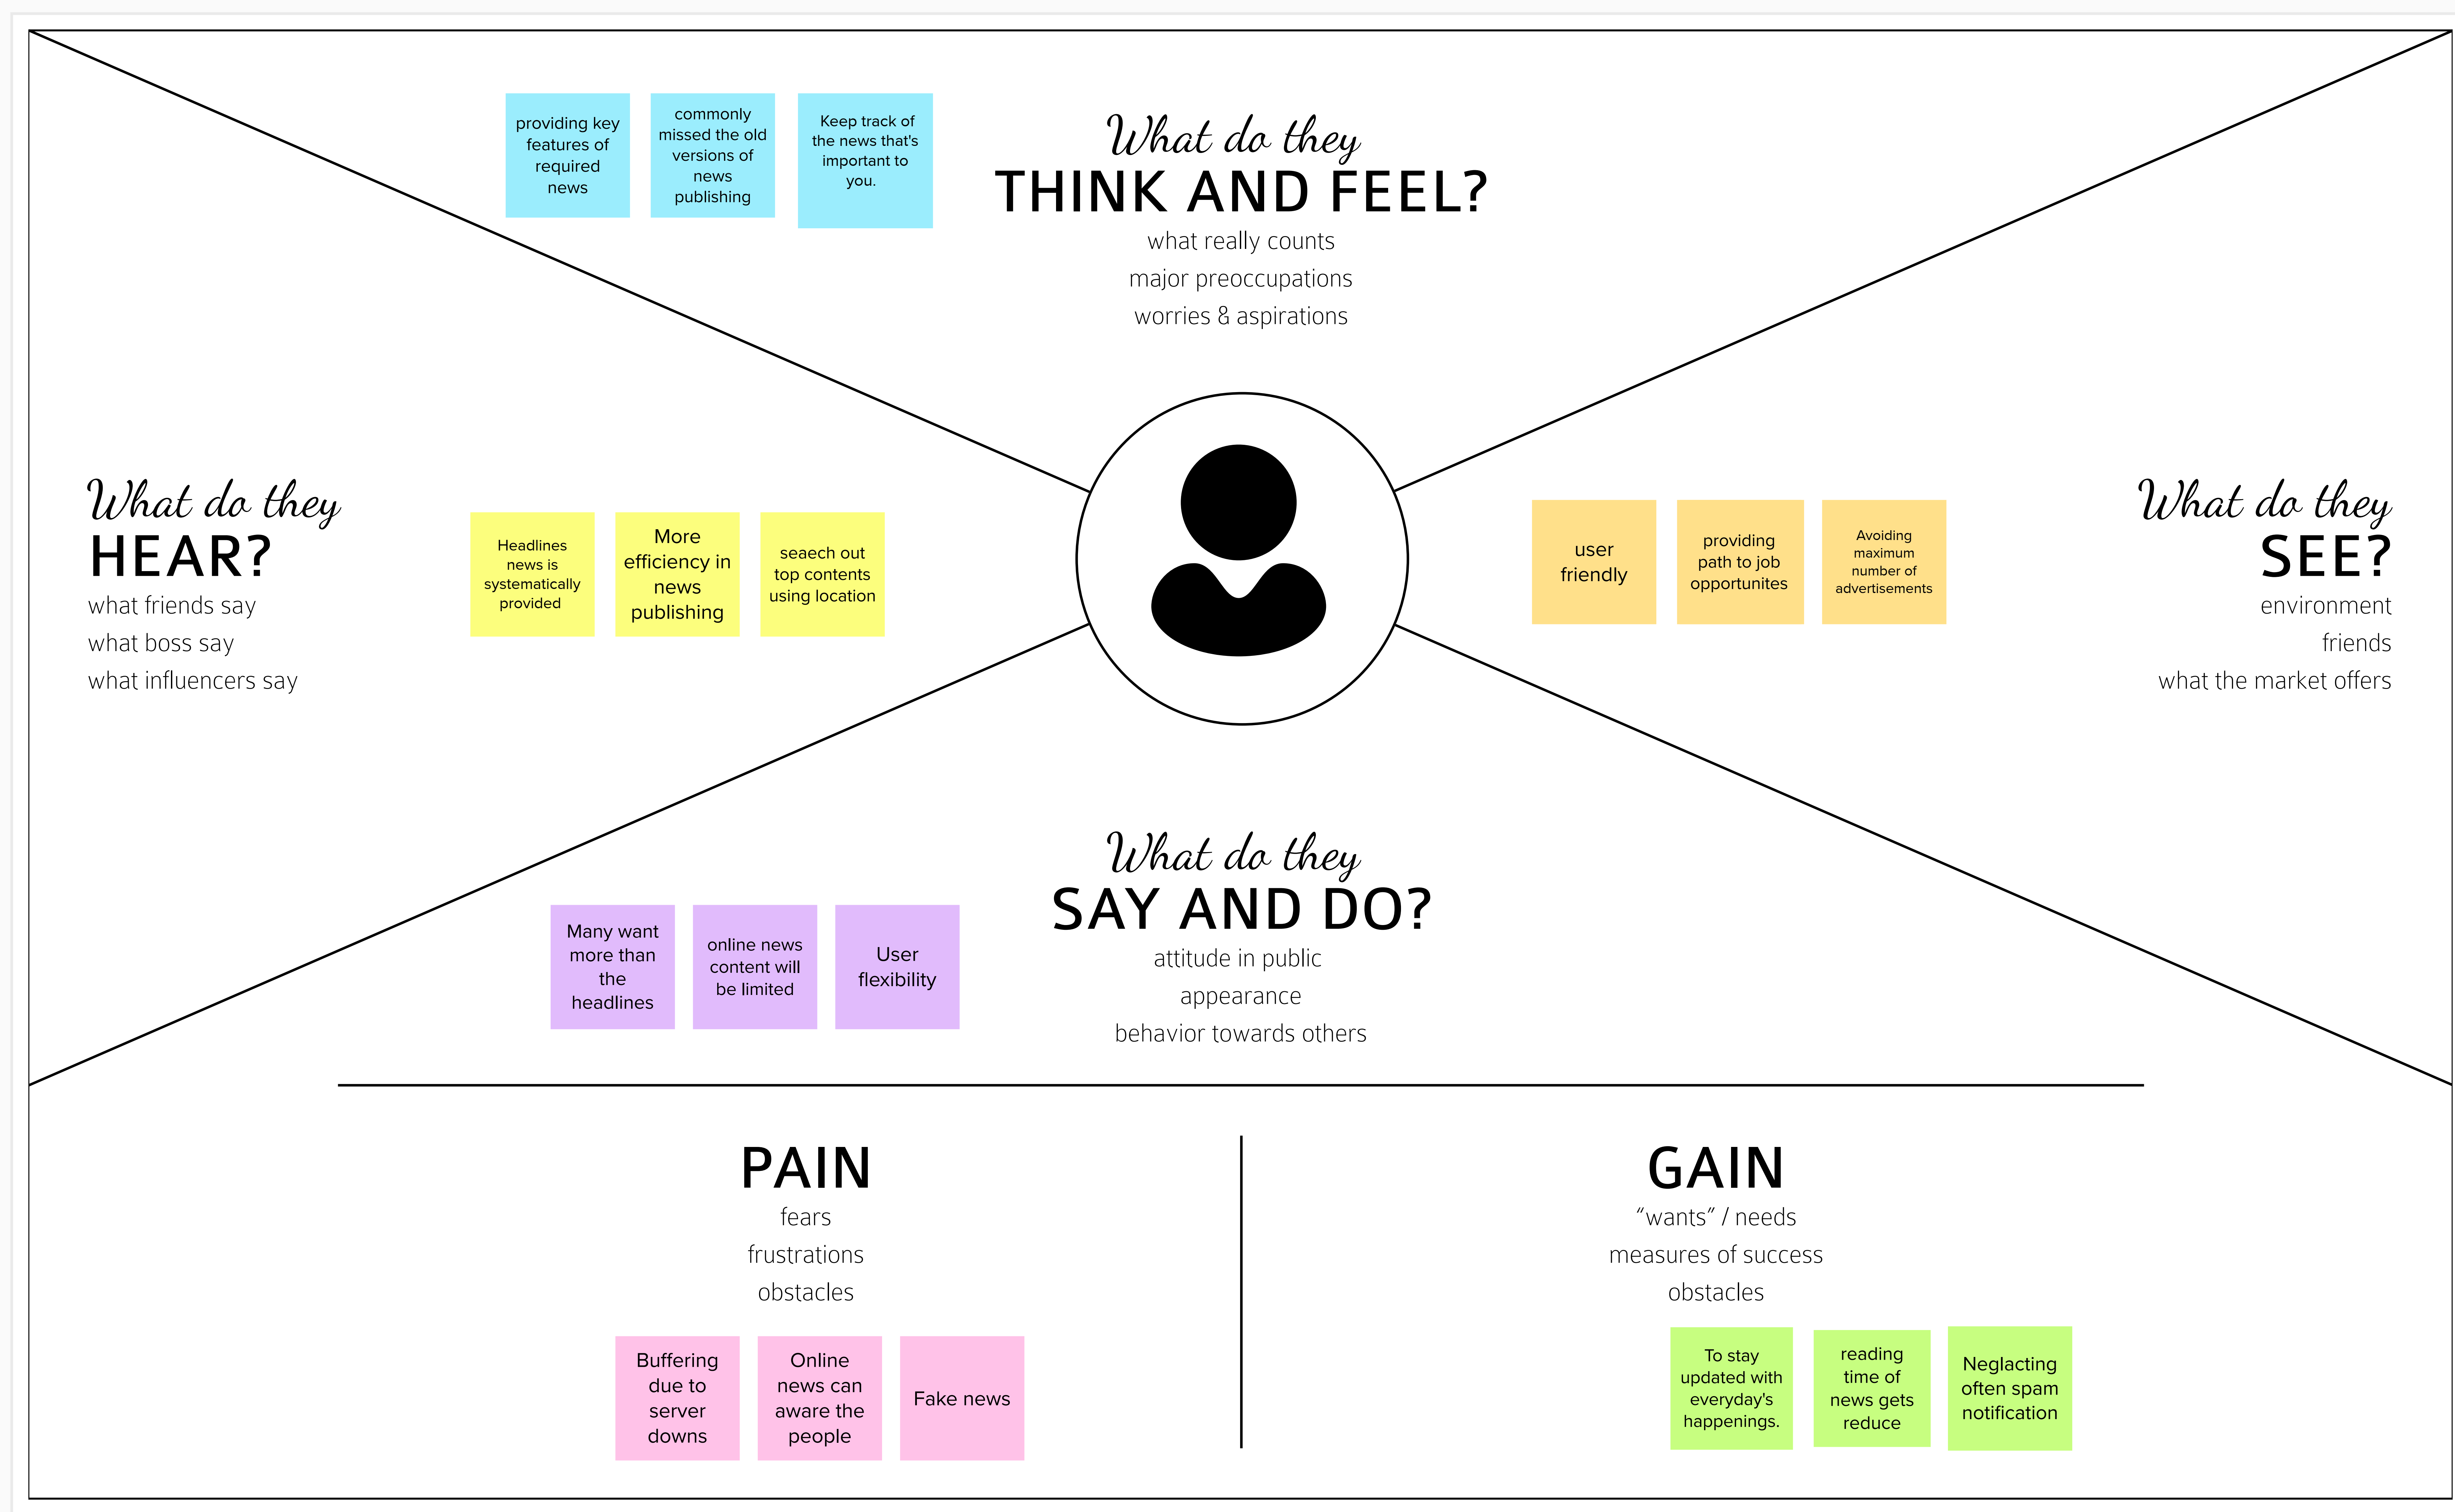 providing key
features of
required
news
commonly
missed the old
versions of
news
publishing
Keep track of
the news that's
important to
you.
What do they
THINK AND FEEL?
what really counts
major preoccupations
worries & aspirations
What do they
HEAR?
what friends say
what boss say
what influencers say
Headlines
news is
systematically
provided
More
efficiency in
news
publishing
seaech out
top contents
using location
user
friendly
providing
path to job
opportunites
Avoiding
maximum
number of
advertisements
What do they
SEE?
environment
friends
what the market offers
What do they
SAY AND DO?
attitude in public
appearance
behavior towards others
Many want
more than
the
headlines
online news
content will
be limited
User
flexibility
PAIN
fears
frustrations
obstacles
Buffering
due to
server
downs
Online
news can
aware the
people
Fake news
GAIN
“wants” / needs
measures of success
obstacles
To stay
updated with
everyday's
happenings.
reading
time of
news gets
reduce
Neglacting
often spam
notification